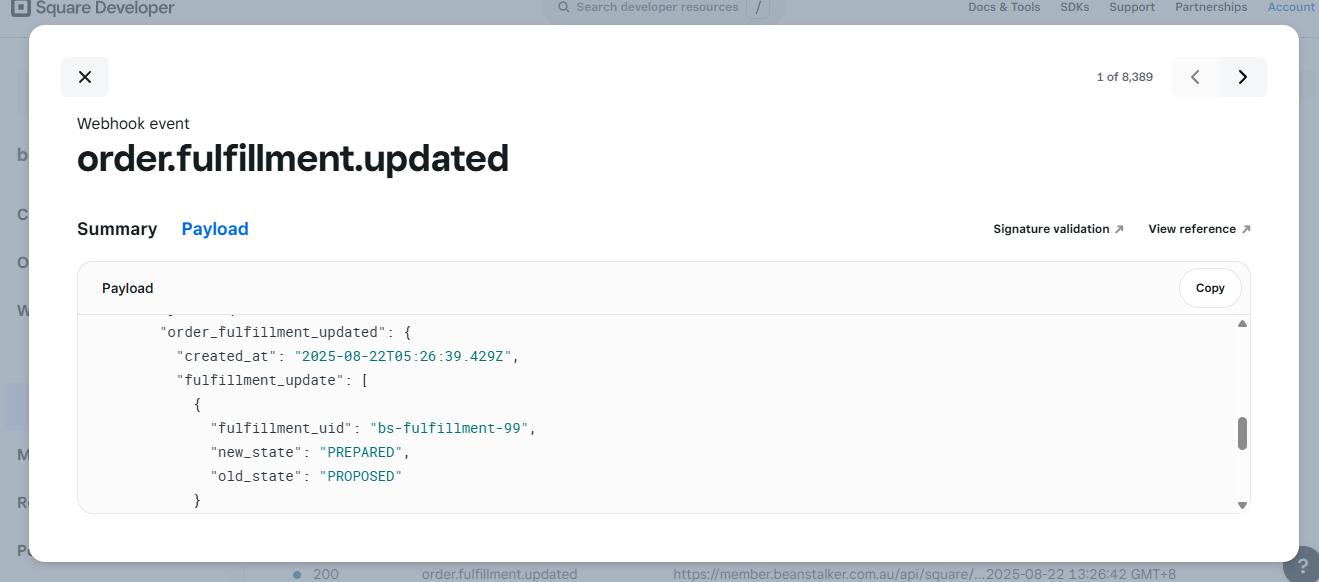 Square Developer
Search developer resources
/
Docs & Tools
SDKs
Support
Partnerships
Account
1 of 8,389
Webhook event
order.fulfillment.updated
Summary
Payload
Signature validation ↗
View reference ↗
Payload
Copy
"order_fulfillment_updated": {
"created_at": "2025-08-22T05:26:39.429Z",
"fulfillment_update": [
{
"fulfillment_uid": "bs-fulfillment-99",
"new_state": "PREPARED",
"old_state": "PROPOSED"
}
200
order.fulfillment.updated
https://member.beanstalker.com.au/api/square/...2025-08-22 13:26:42 GMT+8
?